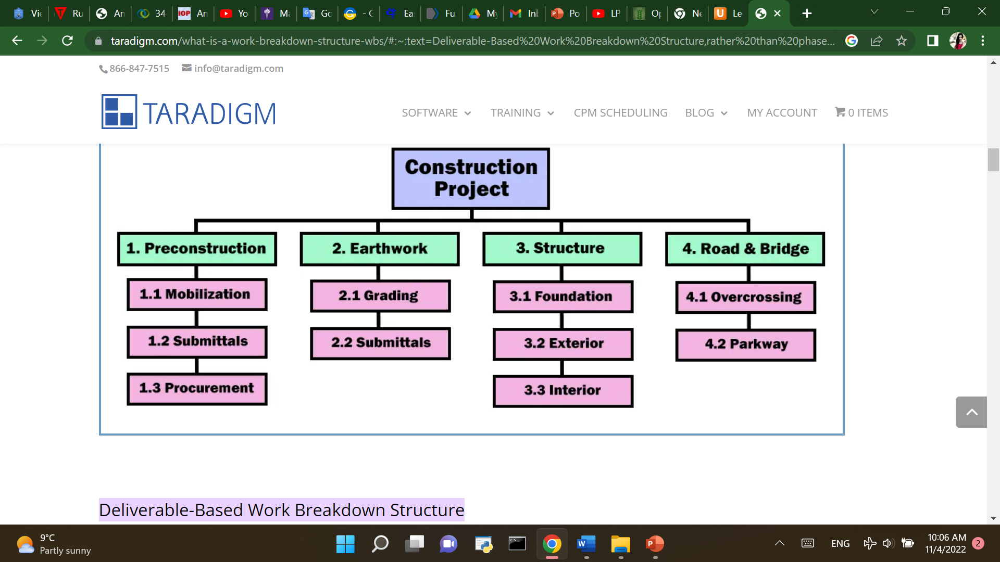 Vi Ru An 34 An Yo Ma Go - C Ea Fu My Inl Po LP Op Ne Le
taradigm.com/what-is-a-work-breakdown-structure-wbs/#:~:text=Deliverable-Based%20Work%20Breakdown%20Structure,rather%20than%20phase...
866-847-7515 info@taradigm.com
TARADIGM
SOFTWARE TRAINING CPM SCHEDULING BLOG MY ACCOUNT 0 ITEMS
Construction
Project
1. Preconstruction
1.1 Mobilization
1.2 Submittals
1.3 Procurement
2. Earthwork
2.1 Grading
2.2 Submittals
3. Structure
3.1 Foundation
3.2 Exterior
3.3 Interior
4. Road & Bridge
4.1 Overcrossing
4.2 Parkway
Deliverable-Based Work Breakdown Structure
9°C
Partly sunny
ENG
10:06 AM
11/4/2022
2